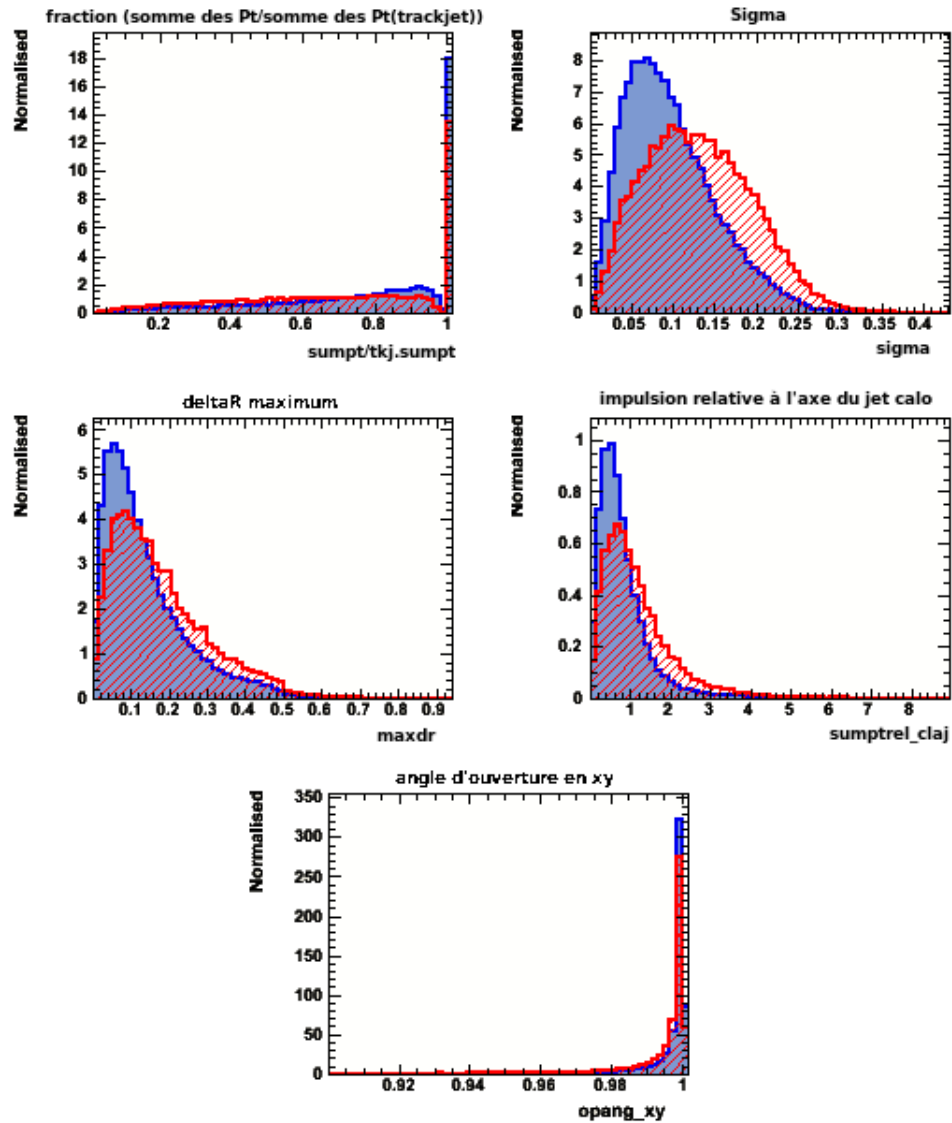 fraction (somme des Pt/somme des Pt(trackjet))
Normalised
18
16
14
12
10
8
6
4
2
0
0.2 0.4 0.6 0.8 1
sumpt/tkj.sumpt
Sigma
Normalised
8
7
6
5
4
3
2
1
0
0.05 0.1 0.15 0.2 0.25 0.3 0.35 0.4
sigma
deltaR maximum
Normalised
6
5
4
3
2
1
0
0.1 0.2 0.3 0.4 0.5 0.6 0.7 0.8 0.9
maxdr
impulsion relative à l'axe du jet calo
Normalised
1
0.8
0.6
0.4
0.2
0
1 2 3 4 5 6 7 8
sumptrel_claj
angle d'ouverture en xy
Normalised
350
300
250
200
150
100
50
0
0.92 0.94 0.96 0.98 1
opang_xy